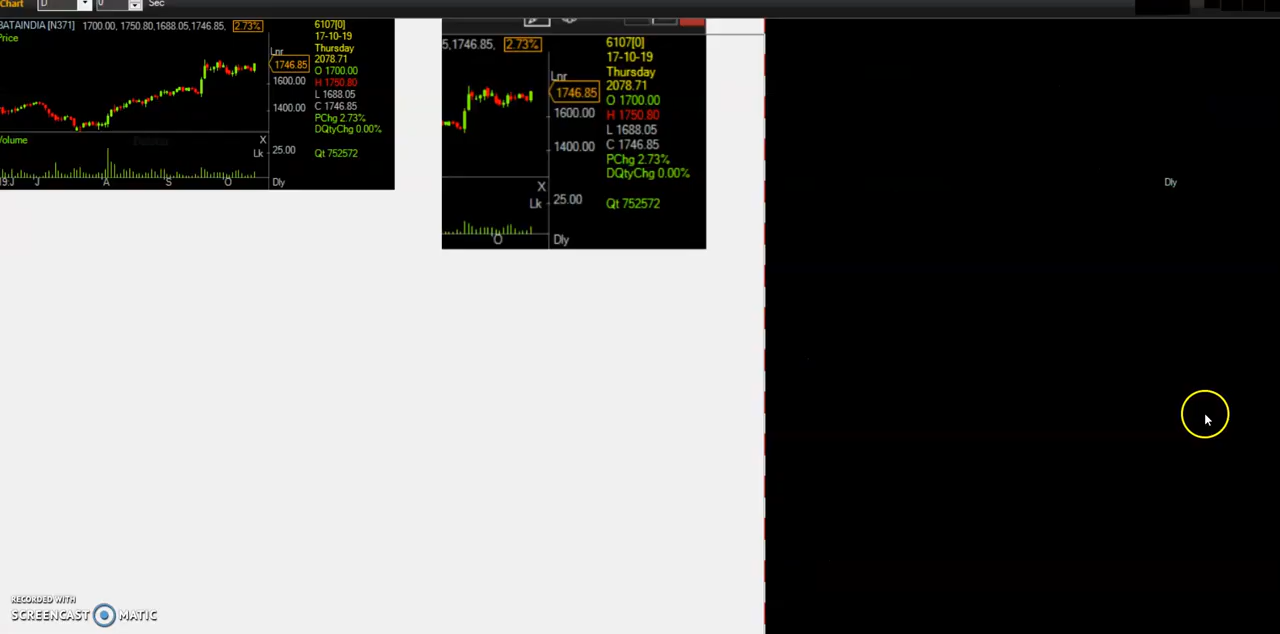 Chart D 0 Sec
BATAINDIA [N371] 1700.00, 1750.80,1688.05,1746.85, 2.73%
Price
Lnr
1746.85
1600.00
1400.00
6107[0]
17-10-19
Thursday
2078.71
O 1700.00
H 1750.80
L 1688.05
C 1746.85
PChg 2.73%
DQtyChg 0.00%
Volume
X
Lk
25.00
Qt 752572
19:J J A S O Dly
5,1746.85, 2.73%
Lnr
1746.85
1600.00
1400.00
6107[0]
17-10-19
Thursday
2078.71
O 1700.00
H 1750.80
L 1688.05
C 1746.85
PChg 2.73%
DQtyChg 0.00%
X
Lk
25.00
Qt 752572
O Dly
Dly
RECORDED WITH
SCREENCAST MATIC